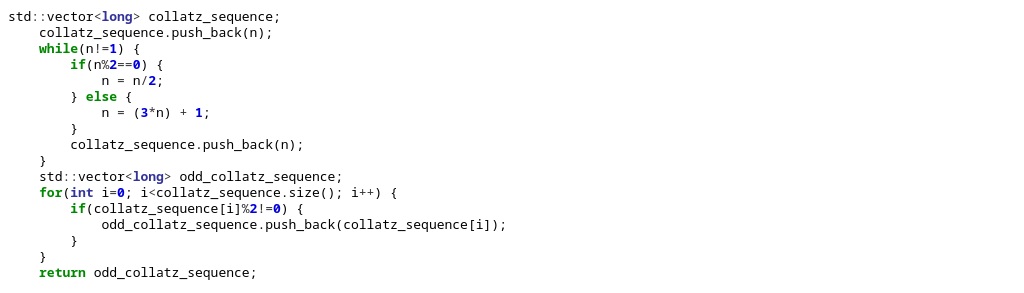 std::vector<long> collatz_sequence;
    collatz_sequence.push_back(n);
    while(n!=1) {
        if(n%2==0) {
            n = n/2;
        } else {
            n = (3*n) + 1;
        }
        collatz_sequence.push_back(n);
    }
    std::vector<long> odd_collatz_sequence;
    for(int i=0; i<collatz_sequence.size(); i++) {
        if(collatz_sequence[i]%2!=0) {
            odd_collatz_sequence.push_back(collatz_sequence[i]);
        }
    }
    return odd_collatz_sequence;